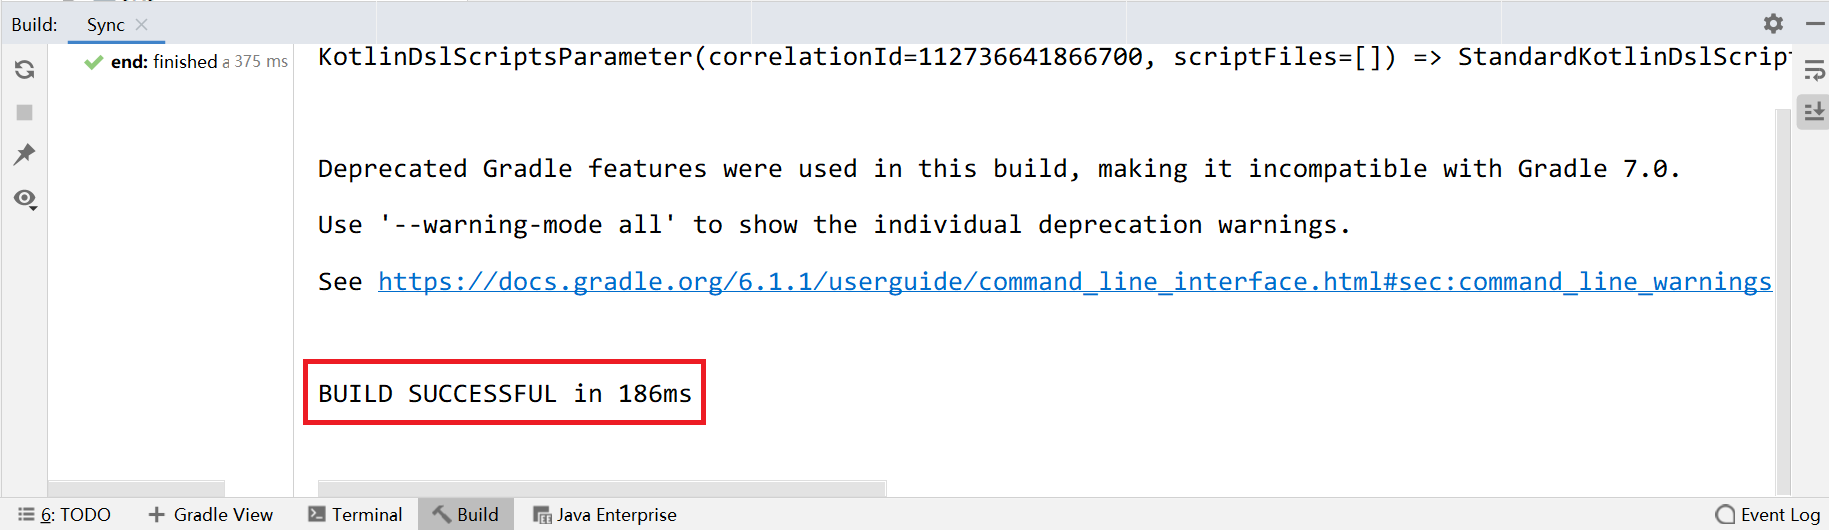 Build: Sync
end: finished a 375 ms
KotlinDslScriptsParameter(correlationId=112736641866700, scriptFiles=[]) => StandardKotlinDslScript
Deprecated Gradle features were used in this build, making it incompatible with Gradle 7.0.
Use '--warning-mode all' to show the individual deprecation warnings.
See https://docs.gradle.org/6.1.1/userguide/command_line_interface.html#sec:command_line_warnings
BUILD SUCCESSFUL in 186ms
6: TODO Gradle View Terminal Build Java Enterprise Event Log